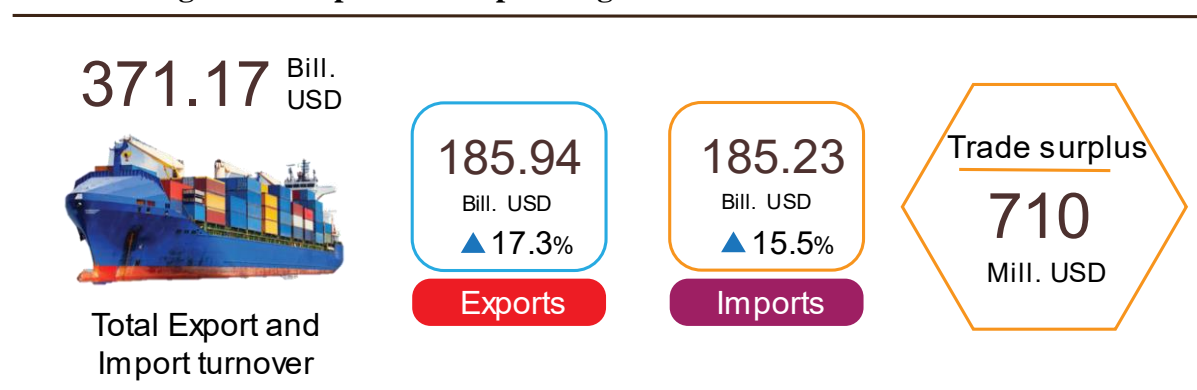 371.17 Bill.
USD
Total Export and
Import turnover
185.94
Bill. USD
▲ 17.3%
Exports
185.23
Bill. USD
▲ 15.5%
Imports
Trade surplus
710
Mill. USD